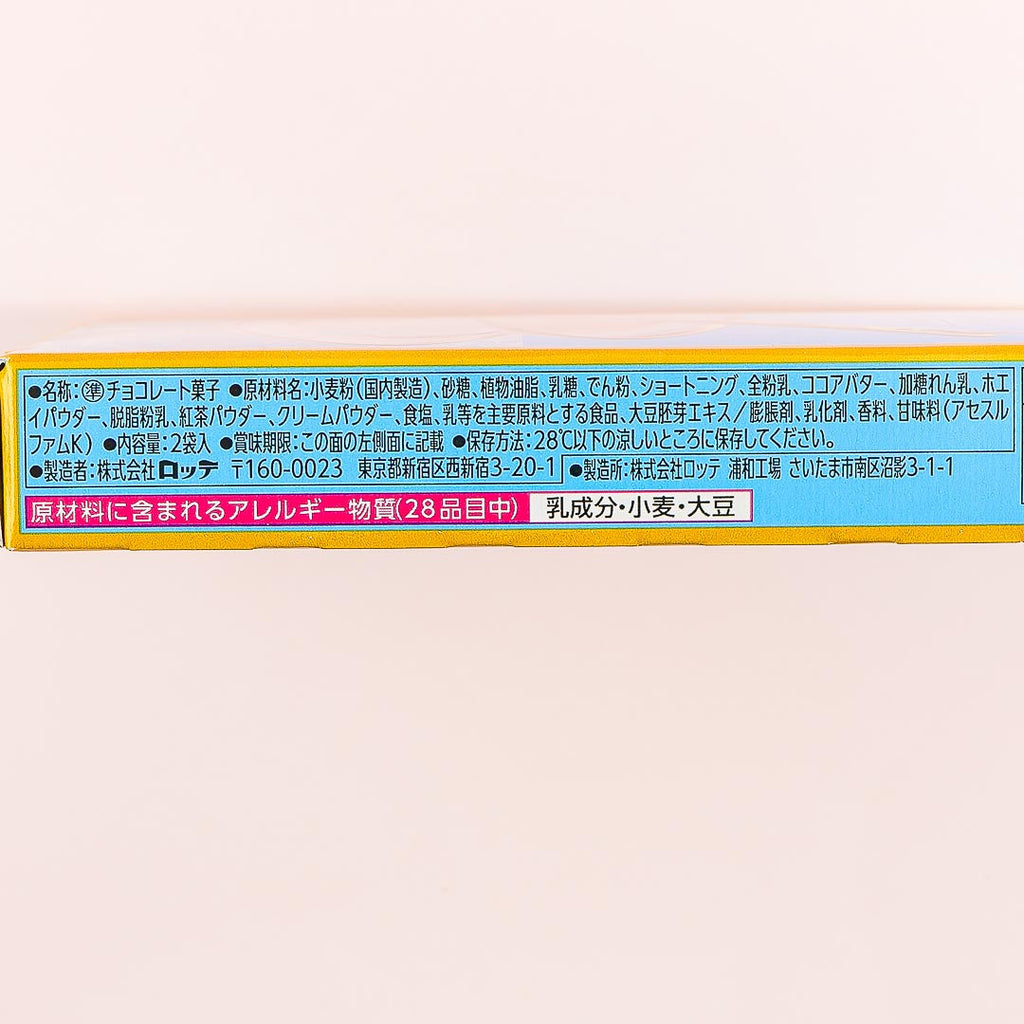 ●名称：㊜チョコレート菓子 ●原材料名：小麦粉（国内製造）、砂糖、植物油脂、乳糖、でん粉、ショートニング、全粉乳、ココアバター、加糖れん乳、ホエ
イパウダー、脱脂粉乳、紅茶パウダー、クリームパウダー、食塩、乳等を主要原料とする食品、大豆胚芽エキス／膨脹剤、乳化剤、香料、甘味料（アセスル
ファムK） ●内容量：2袋入 ●賞味期限：この面の左側面に記載 ●保存方法：28℃以下の涼しいところに保存してください。
●製造者：株式会社ロッテ 〒160-0023 東京都新宿区西新宿3-20-1 ●製造所：株式会社ロッテ 浦和工場 さいたま市南区沼影3-1-1
原材料に含まれるアレルギー物質（28品目中） 乳成分・小麦・大豆